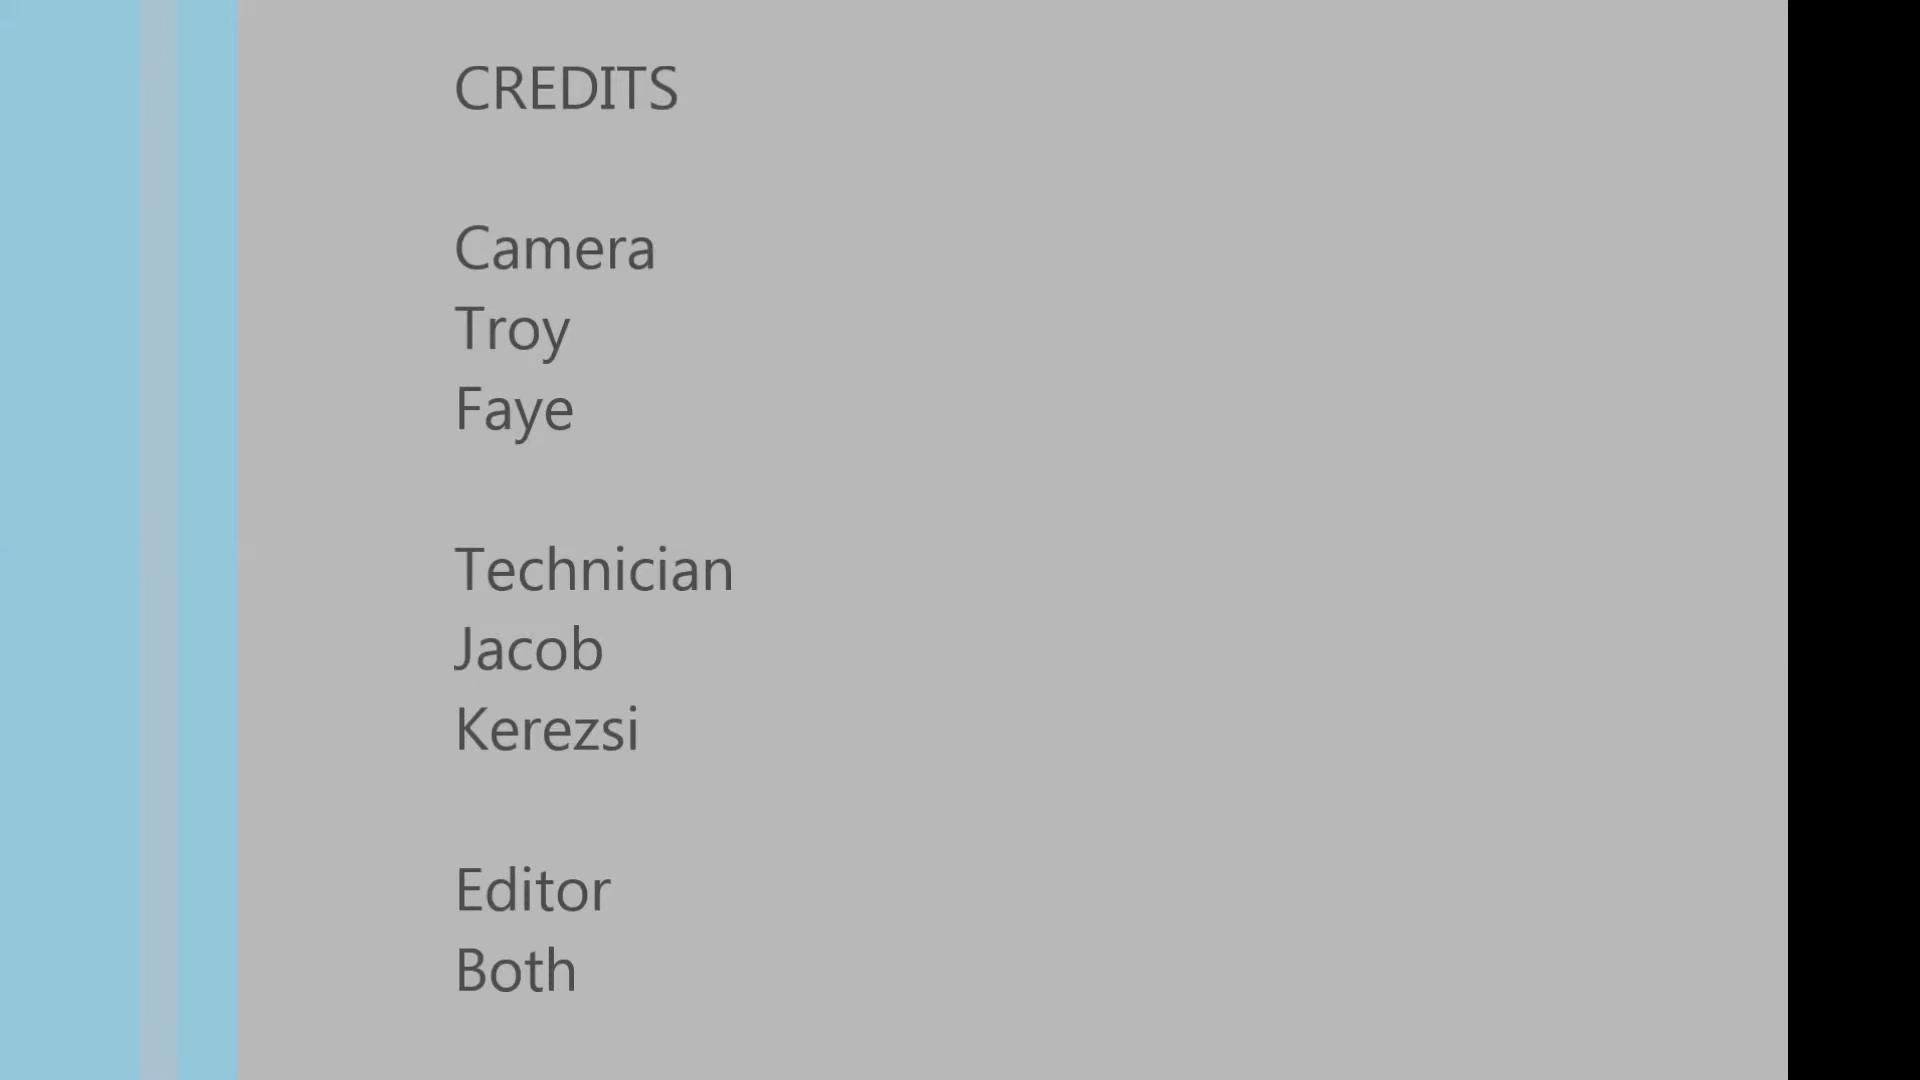 CREDITS
Camera
Troy
Faye
Technician
Jacob
Kerezsi
Editor
Both